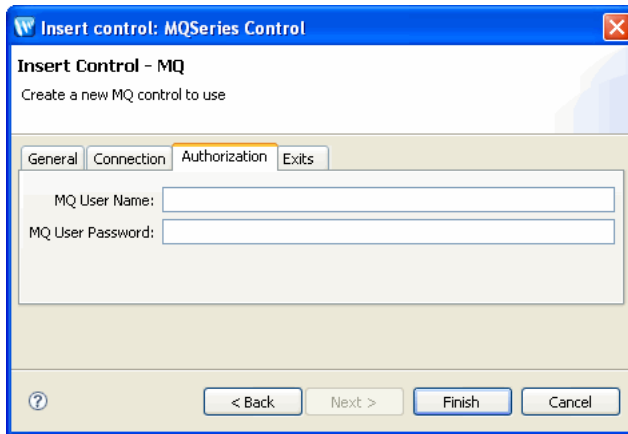 Insert control: MQSeries Control
Insert Control - MQ
Create a new MQ control to use
General Connection Authorization Exits
MQ User Name:
MQ User Password:
< Back Next > Finish Cancel